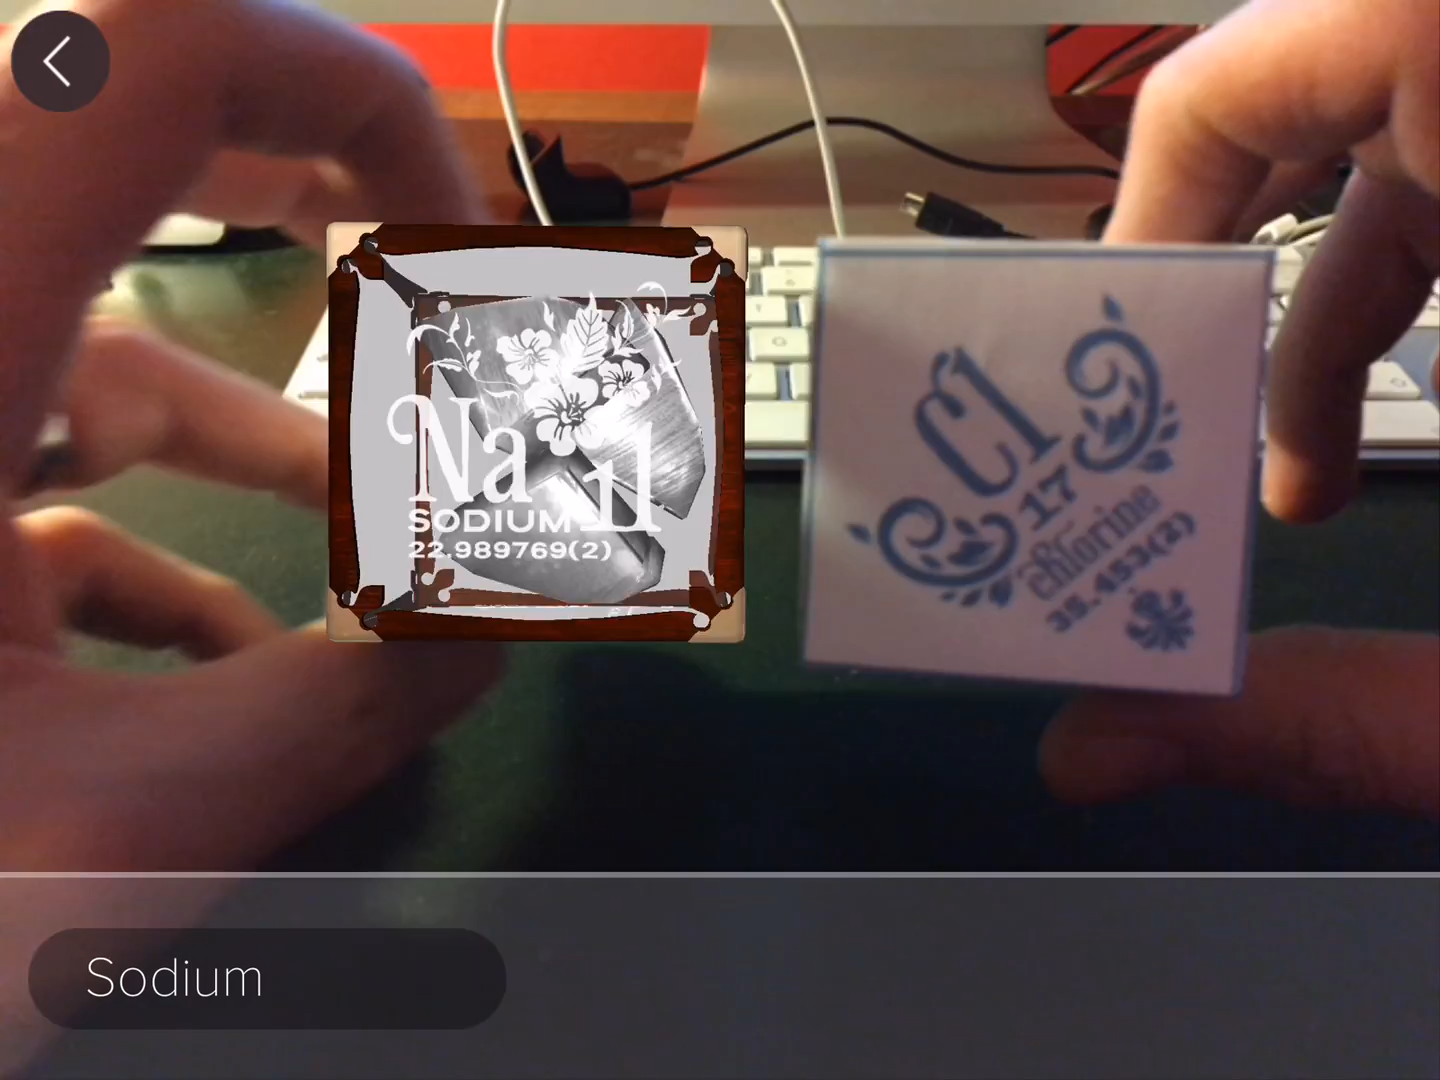 Na 11
SODIUM
22.989769(2)
Cl
17
Chlorine
35.453(2)
Sodium